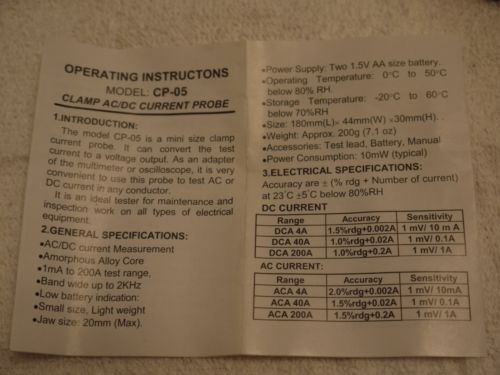 OPERATING INSTRUCTONS
MODEL: CP-05
CLAMP AC/DC CURRENT PROBE
1.INTRODUCTION:
The model CP-05 is a mini size clamp
current probe. It can convert the test
current to a voltage output. As an adapter
of the multimeter or oscilloscope, it is very
convenient to use this probe to test AC or
DC current in any conductor.
It is an ideal tester for maintenance and
inspection work on all types of electrical
equipment.
2.GENERAL SPECIFICATIONS:
●AC/DC current Measurement
●Amorphous Alloy Core
●1mA to 200A test range,
●Band wide up to 2KHz
●Low battery indication:
●Small size, Light weight
●Jaw size: 20mm (Max).
●Power Supply: Two 1.5V AA size battery.
●Operating Temperature: 0°C to 50°C
below 80% RH.
●Storage Temperature: -20°C to 60°C
below 70%RH
●Size: 180mm(L)× 44mm(W) ×30mm(H). .
●Weight: Approx. 200g (7.1 oz)
●Accessories: Test lead, Battery, Manual
●Power Consumption: 10mW (typical)
3.ELECTRICAL SPECIFICATIONS:
Accuracy are ± (% rdg + Number of current)
at 23°C ±5°C below 80%RH
DC CURRENT
Range Accuracy Sensitivity
DCA 4A 1.5%rdg+0.002A 1 mV/ 10 m A
DCA 40A 1.0%rdg+0.02A 1 mV/ 0.1A
DCA 200A 1.0%rdg+0.2A 1 mV/ 1A
AC CURRENT:
Range Accuracy Sensitivity
ACA 4A 2.0%rdg+0.002A 1 mV/ 10mA
ACA 40A 1.5%rdg+0.02A 1 mV/ 0.1A
ACA 200A 1.5%rdg+0.2A 1 mV/ 1A